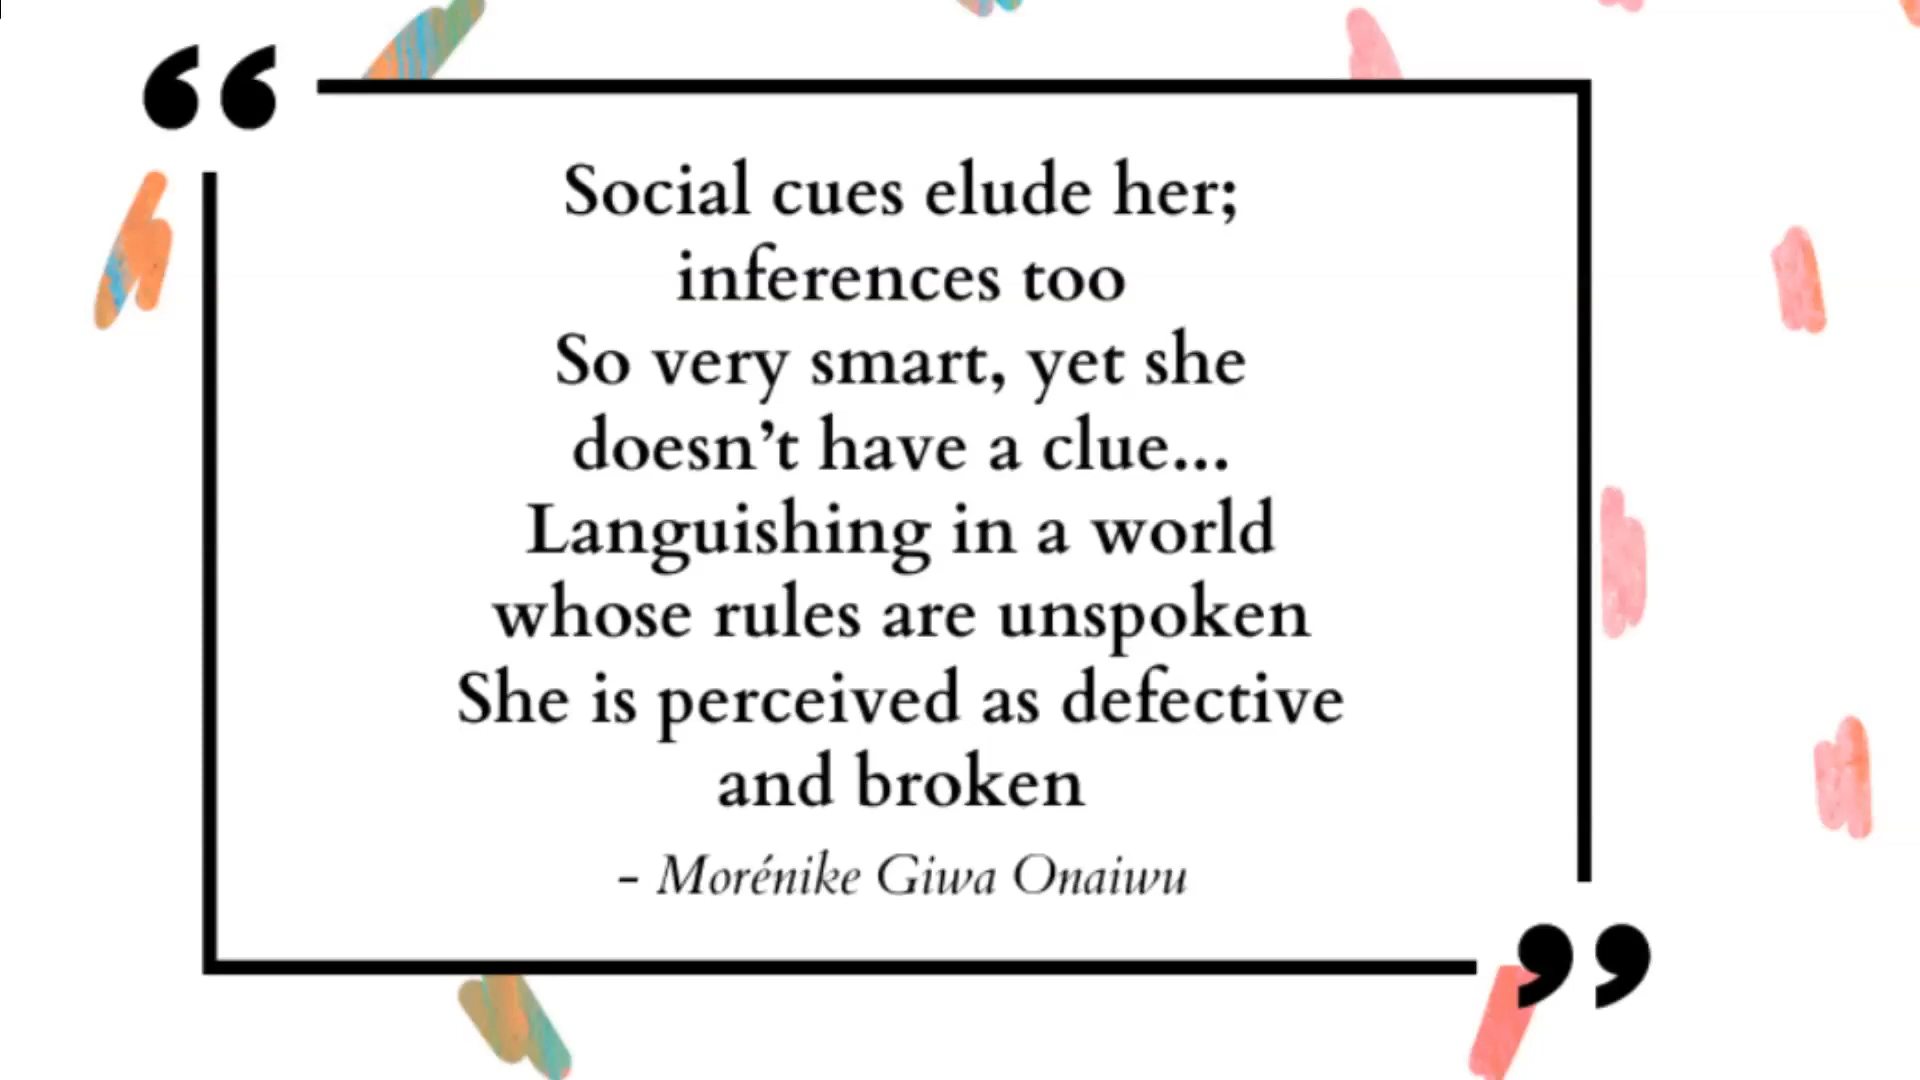 “
Social cues elude her;
inferences too
So very smart, yet she
doesn’t have a clue...
Languishing in a world
whose rules are unspoken
She is perceived as defective
and broken
- Morénike Giwa Onaiwu
”